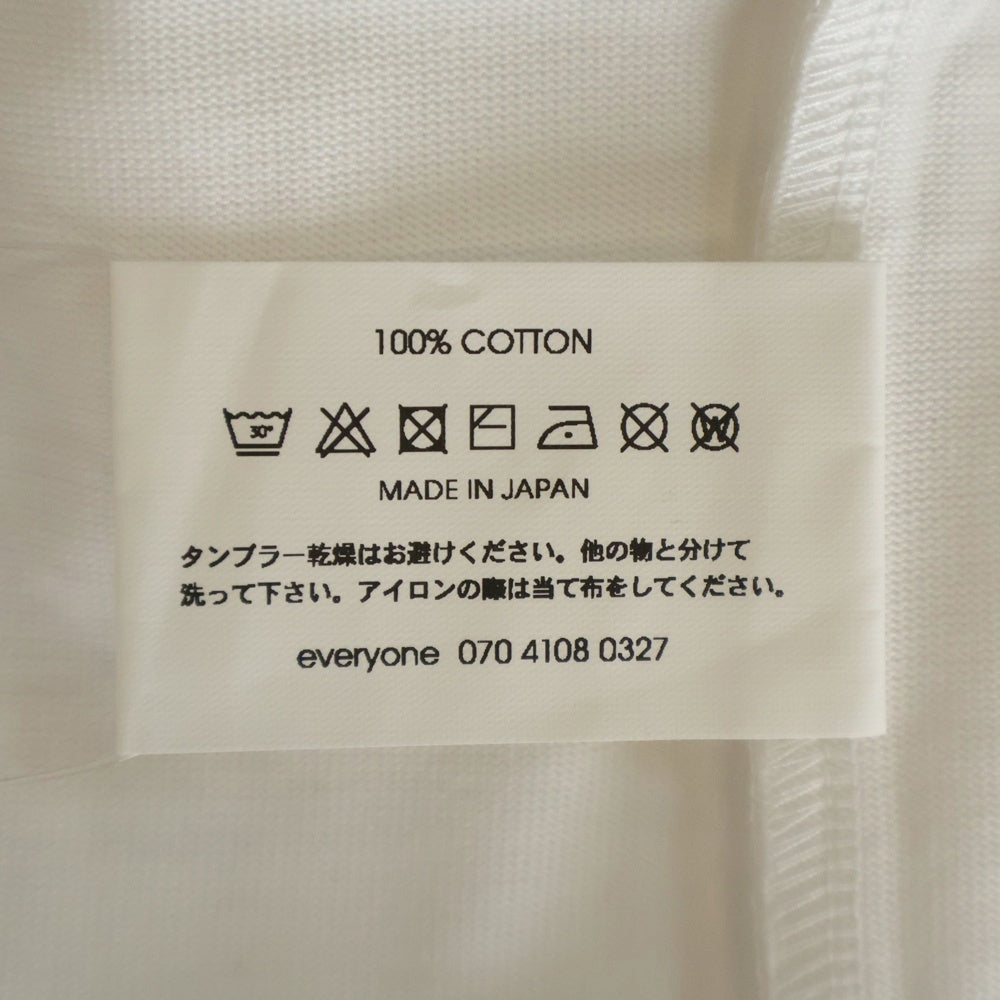 100% COTTON
30°
W
MADE IN JAPAN
タンブラー乾燥はお避けください。他の物と分けて
洗って下さい。アイロンの際は当て布をしてください。
everyone 070 4108 0327